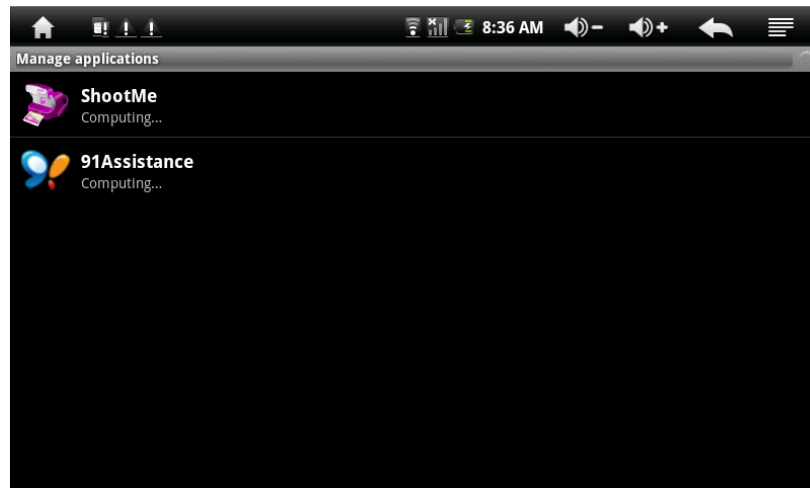 8:36 AM
Manage applications
ShootMe
Computing...
91Assistance
Computing...